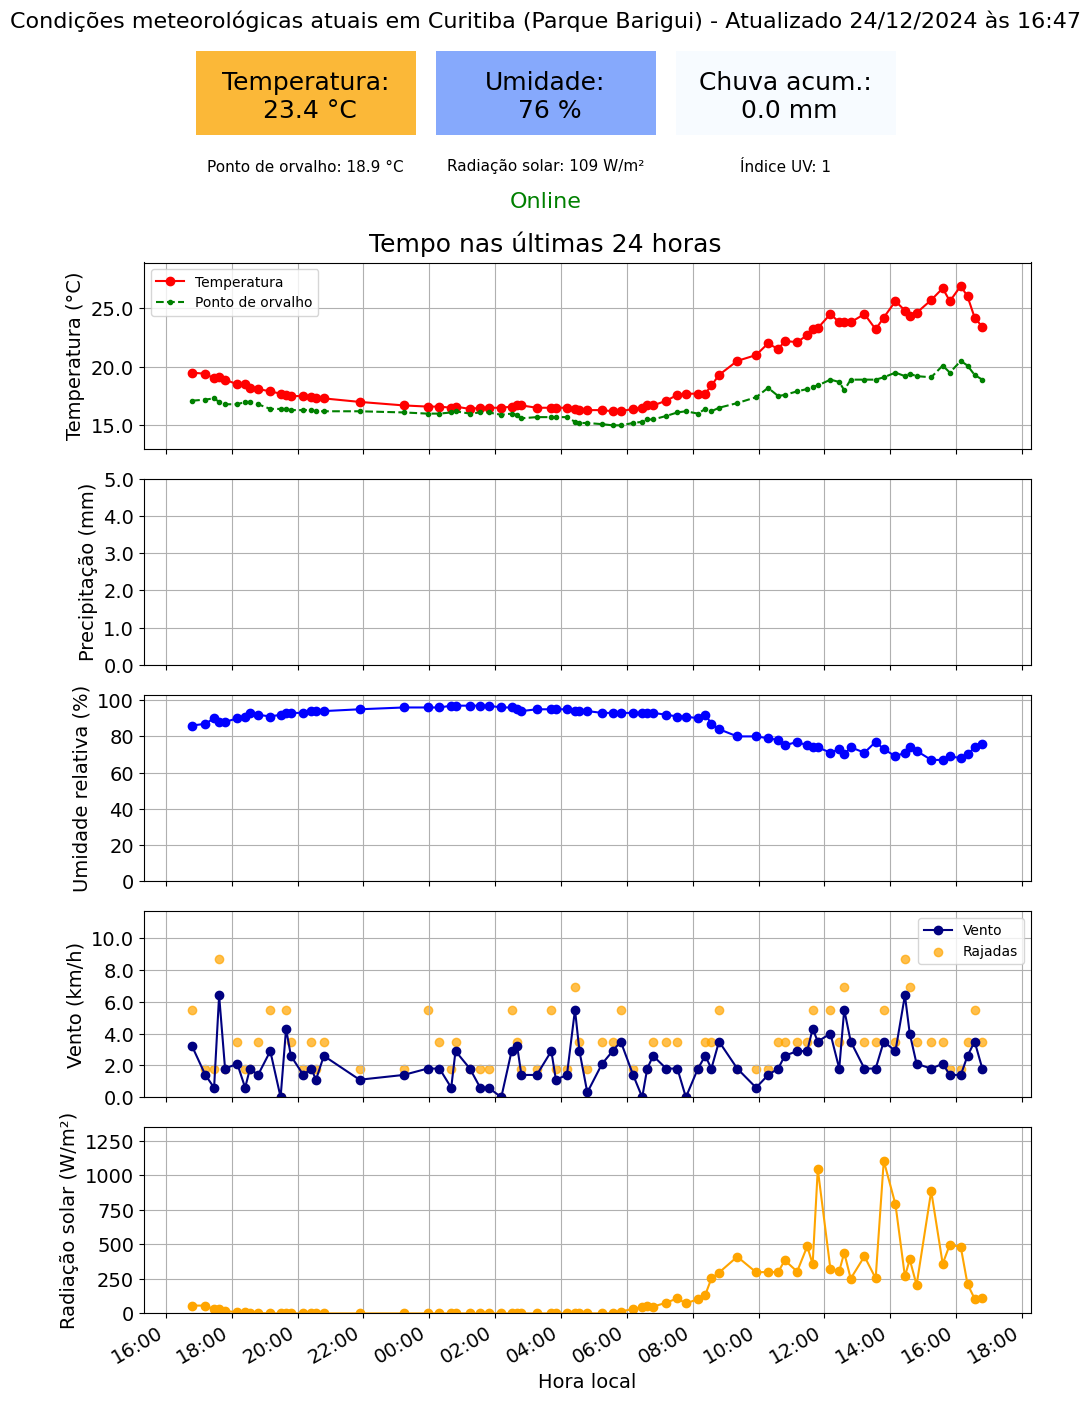 Condições meteorológicas atuais em Curitiba (Parque Barigui) - Atualizado 24/12/2024 às 16:47
Temperatura:
23.4 °C
Umidade:
76 %
Chuva acum.:
0.0 mm
Ponto de orvalho: 18.9 °C
Radiação solar: 109 W/m²
Índice UV: 1
Online
Tempo nas últimas 24 horas
Temperatura (°C)
25.0
20.0
15.0
Temperatura
Ponto de orvalho
Precipitação (mm)
5.0
4.0
3.0
2.0
1.0
0.0
Umidade relativa (%)
100
80
60
40
20
0
Vento (km/h)
10.0
8.0
6.0
4.0
2.0
0.0
Vento
Rajadas
Radiação solar (W/m²)
1250
1000
750
500
250
0
16:00
18:00
20:00
22:00
00:00
02:00
04:00
06:00
08:00
10:00
12:00
14:00
16:00
18:00
Hora local